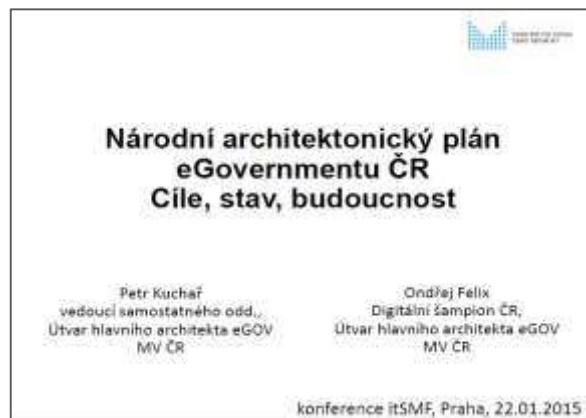 Národní architektonický plán
eGovernmentu ČR
Cíle, stav, budoucnost
Petr Kuchař
vedoucí samostatného odd.,
Útvar hlavního architekta eGOV
MV ČR
Ondřej Felix
Digitální šampion ČR,
Útvar hlavního architekta eGOV
MV ČR
konference itSMF, Praha, 22.01.2015